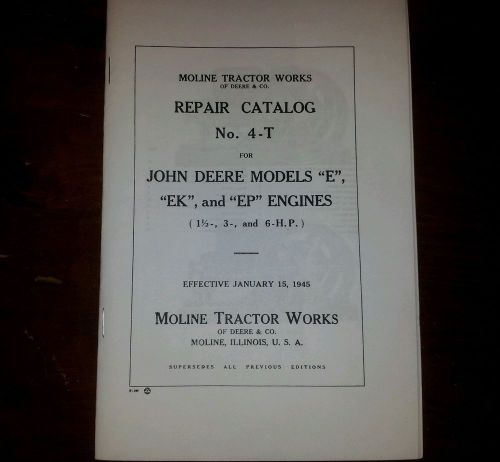 MOLINE TRACTOR WORKS
OF DEERE & CO.
REPAIR CATALOG
No. 4-T
FOR
JOHN DEERE MODELS “E”,
“EK”, and “EP” ENGINES
( 1½-, 3-, and 6-H.P. )
EFFECTIVE JANUARY 15, 1945
MOLINE TRACTOR WORKS
OF DEERE & CO.
MOLINE, ILLINOIS, U. S. A.
SUPERSEDES ALL PREVIOUS EDITIONS